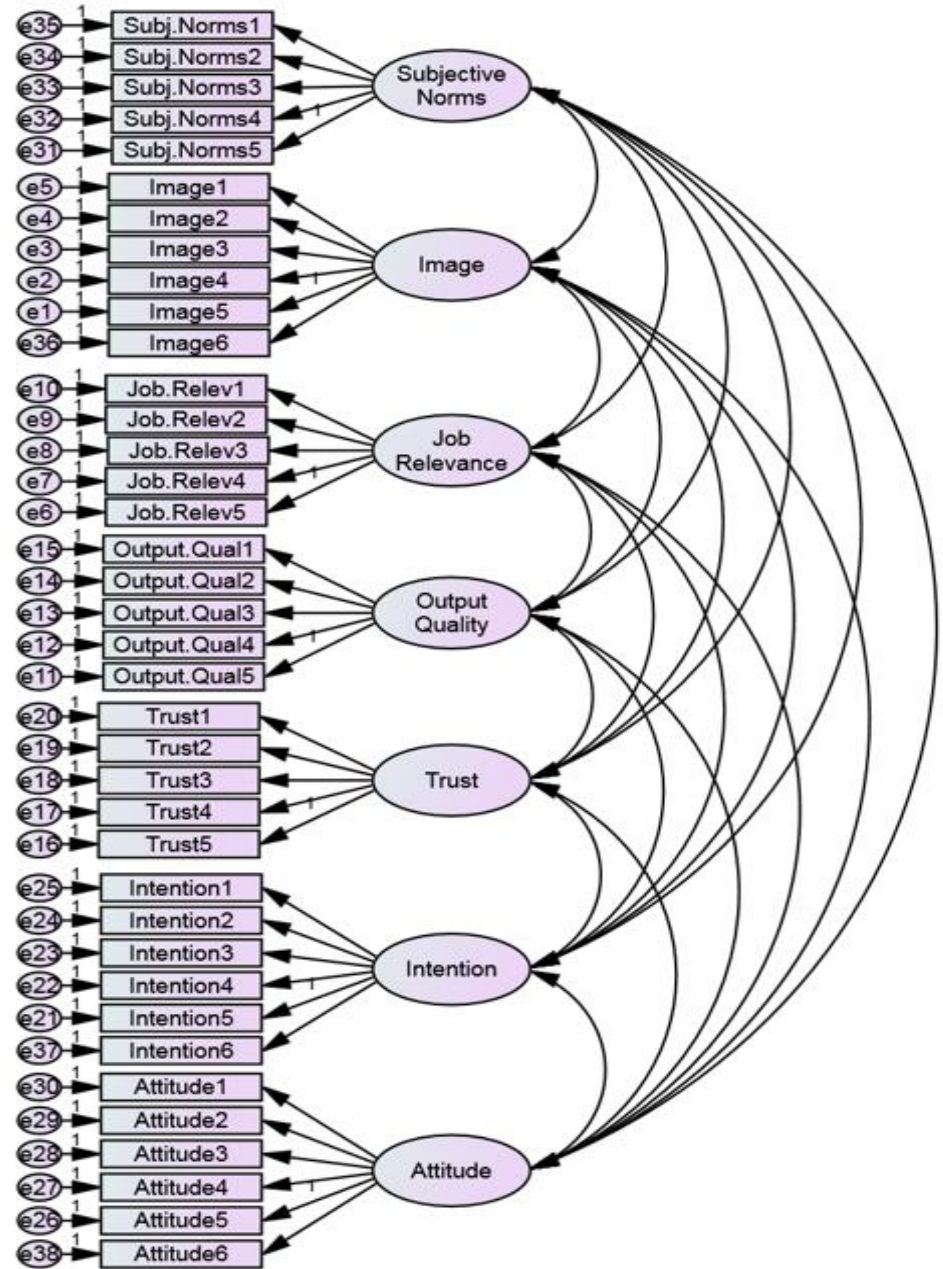 e35 1 Subj.Norms1
e34 1 Subj.Norms2
e33 1 Subj.Norms3
e32 1 Subj.Norms4 1
e31 1 Subj.Norms5
Subjective
Norms
e5 1 Image1
e4 1 Image2
e3 1 Image3
e2 1 Image4 1
e1 1 Image5
e36 1 Image6
Image
e10 1 Job.Relev1
e9 1 Job.Relev2
e8 1 Job.Relev3
e7 1 Job.Relev4 1
e6 1 Job.Relev5
Job
Relevance
e15 1 Output.Qual1
e14 1 Output.Qual2
e13 1 Output.Qual3
e12 1 Output.Qual4 1
e11 1 Output.Qual5
Output
Quality
e20 1 Trust1
e19 1 Trust2
e18 1 Trust3
e17 1 Trust4 1
e16 1 Trust5
Trust
e25 1 Intention1
e24 1 Intention2
e23 1 Intention3
e22 1 Intention4 1
e21 1 Intention5
e37 1 Intention6
Intention
e30 1 Attitude1
e29 1 Attitude2
e28 1 Attitude3
e27 1 Attitude4 1
e26 1 Attitude5
e38 1 Attitude6
Attitude